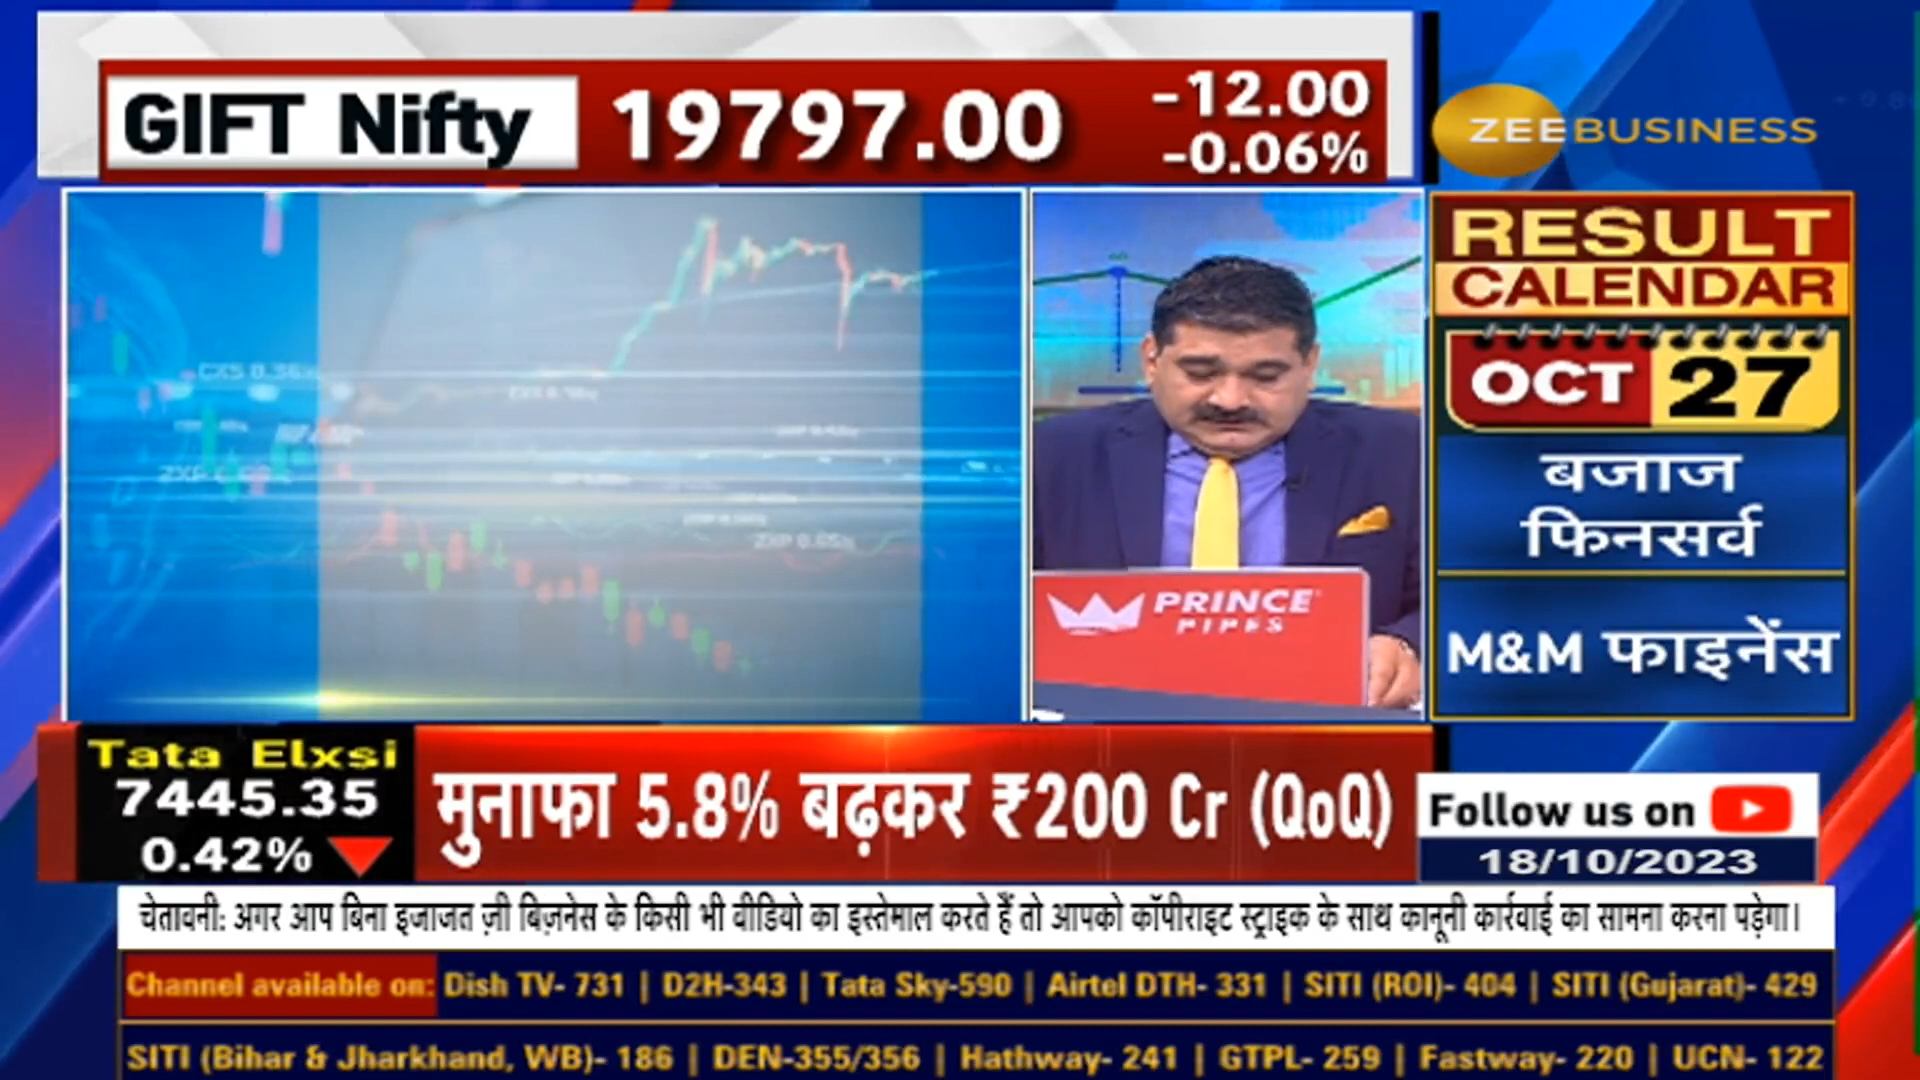 GIFT Nifty 19797.00 -12.00
-0.06%
ZEEBUSINESS
RESULT
CALENDAR
OCT 27
बजाज
फिनसर्व
M&M फाइनेंस
PRINCE
PIPES
Tata Elxsi
7445.35
0.42%
मुनाफा 5.8% बढ़कर ₹200 Cr (QoQ)
Follow us on
18/10/2023
चेतावनी: अगर आप बिना इजाजत ज़ी बिज़नेस के किसी भी वीडियो का इस्तेमाल करते हैं तो आपको कॉपीराइट स्ट्राइक के साथ कानूनी कार्रवाई का सामना करना पड़ेगा।
Channel available on: Dish TV- 731 | D2H-343 | Tata Sky-590 | Airtel DTH- 331 | SITI (ROI)- 404 | SITI (Gujarat)- 429
SITI (Bihar & Jharkhand, WB)- 186 | DEN-355/356 | Hathway- 241 | GTPL- 259 | Fastway- 220 | UCN- 122